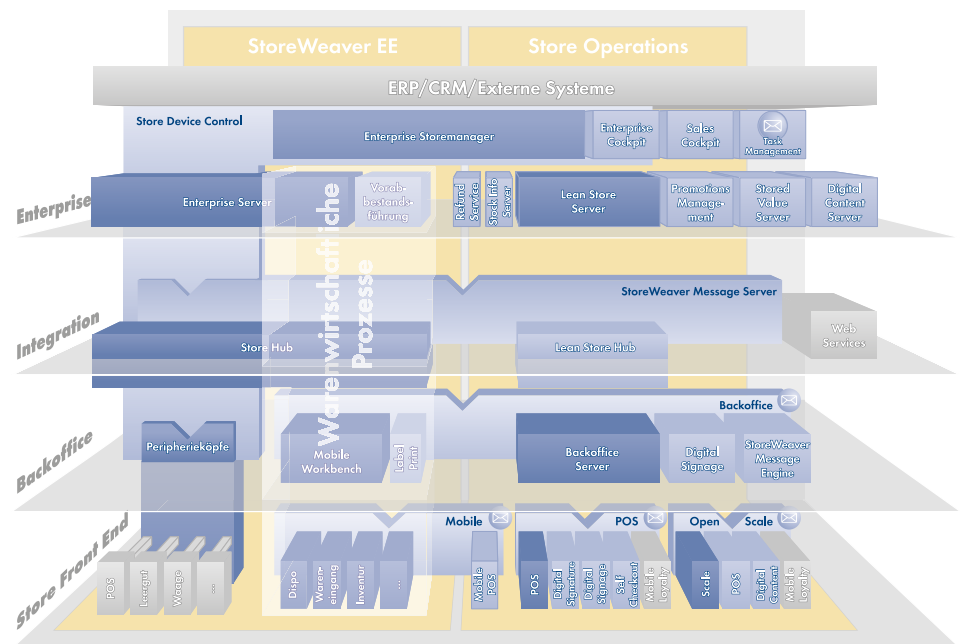 StoreWeaver EE
Store Operations
ERP/CRM/Externe Systeme
Store Device Control
Enterprise Storemanager
Enterprise
Cockpit
Sales
Cockpit
Task
Management
Enterprise
Enterprise Server
Vorab-
bestands-
führung
Refund
Service
Stock Info
Server
Lean Store
Server
Promotions
Manage-
ment
Stored
Value
Server
Digital
Content
Server
Warenwirtschaftliche
Prozesse
Integration
StoreWeaver Message Server
Store Hub
Lean Store Hub
Web
Services
Backoffice
Backoffice
Peripherieköpfe
Mobile
Workbench
Label
Print
Backoffice
Server
Digital
Signage
StoreWeaver
Message
Engine
Store Front End
Mobile
POS
Open
Scale
POS
Leergut
Waage
...
Dispo
Waren-
eingang
Inventur
...
Mobile
POS
POS
Digital
Signature
Digital
Signage
Self
Checkout
Mobile
Loyalty
Scale
POS
Digital
Content
Mobile
Loyalty